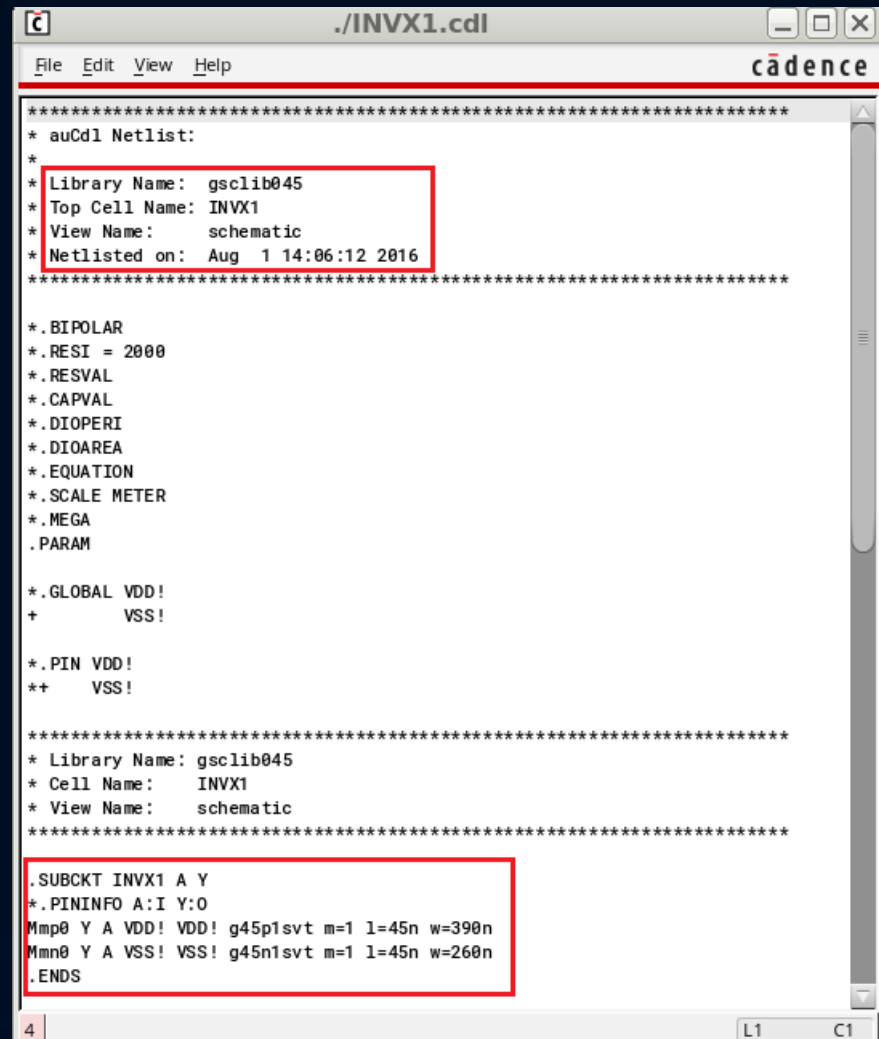 ./INVX1.cdl
File Edit View Help
cādence
************************************************************************
* auCdl Netlist:
*
* Library Name:  gsclib045
* Top Cell Name: INVX1
* View Name:     schematic
* Netlisted on:  Aug  1 14:06:12 2016
************************************************************************
*.BIPOLAR
*.RESI = 2000
*.RESVAL
*.CAPVAL
*.DIOPERI
*.DIOAREA
*.EQUATION
*.SCALE METER
*.MEGA
.PARAM
*.GLOBAL VDD!
+        VSS!
*.PIN VDD!
*+    VSS!
************************************************************************
* Library Name: gsclib045
* Cell Name:    INVX1
* View Name:    schematic
************************************************************************
.SUBCKT INVX1 A Y
*.PININFO A:I Y:O
Mmp0 Y A VDD! VDD! g45p1svt m=1 l=45n w=390n
Mmn0 Y A VSS! VSS! g45n1svt m=1 l=45n w=260n
.ENDS
4
L1 C1